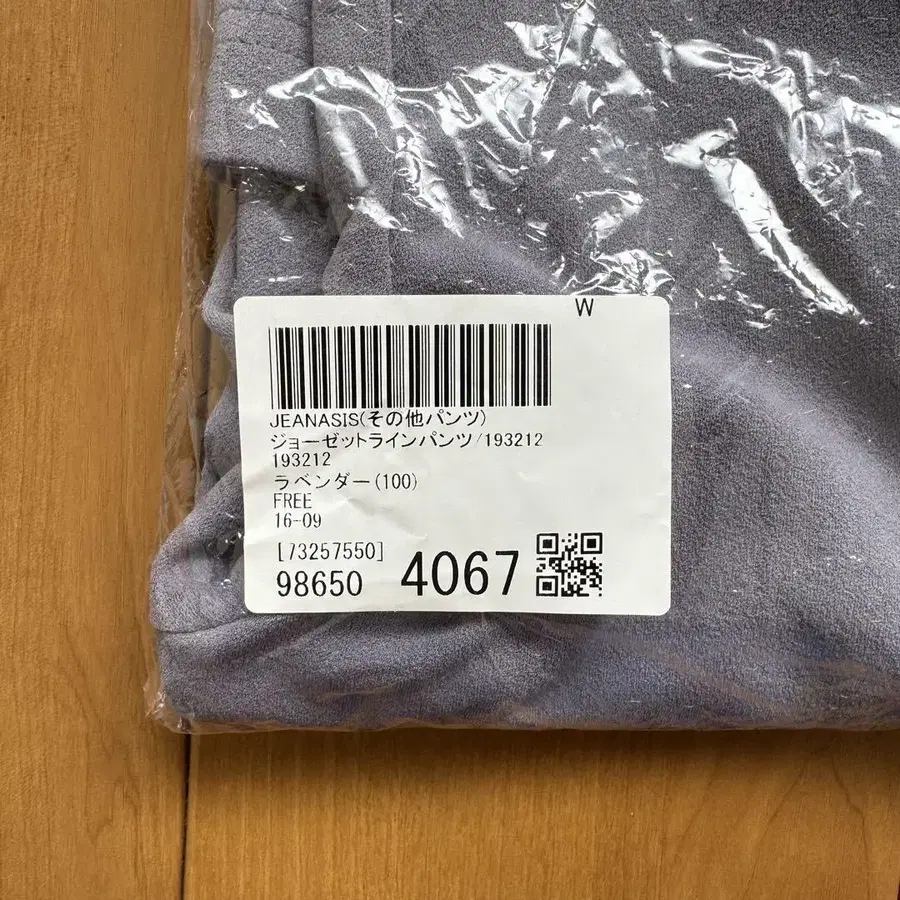 W
JEANASIS(その他パンツ)
ジョーゼットラインパンツ/193212
193212
ラベンダー(100)
FREE
16-09
[73257550]
98650 4067